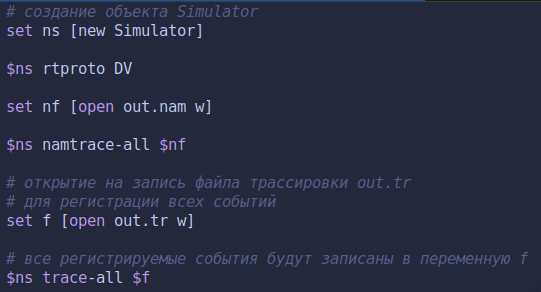 # создание объекта Simulator
set ns [new Simulator]
$ns rtproto DV
set nf [open out.nam w]
$ns namtrace-all $nf
# открытие на запись файла трассировки out.tr
# для регистрации всех событий
set f [open out.tr w]
# все регистрируемые события будут записаны в переменную f
$ns trace-all $f